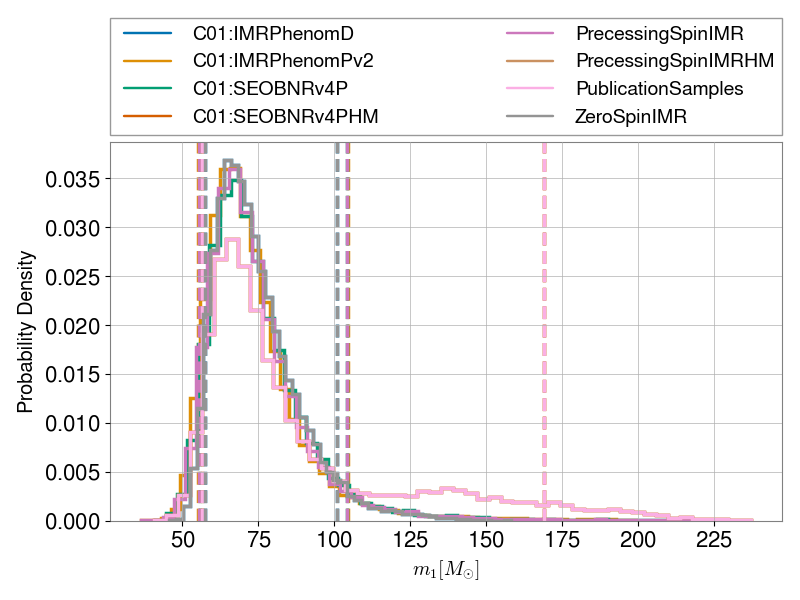 C01:IMRPhenomD
C01:IMRPhenomPv2
C01:SEOBNRv4P
C01:SEOBNRv4PHM
PrecessingSpinIMR
PrecessingSpinIMRHM
PublicationSamples
ZeroSpinIMR
0.035
0.030
0.025
0.020
0.015
0.010
0.005
0.000
Probability Density
50 75 100 125 150 175 200 225
m₁[M⊙]